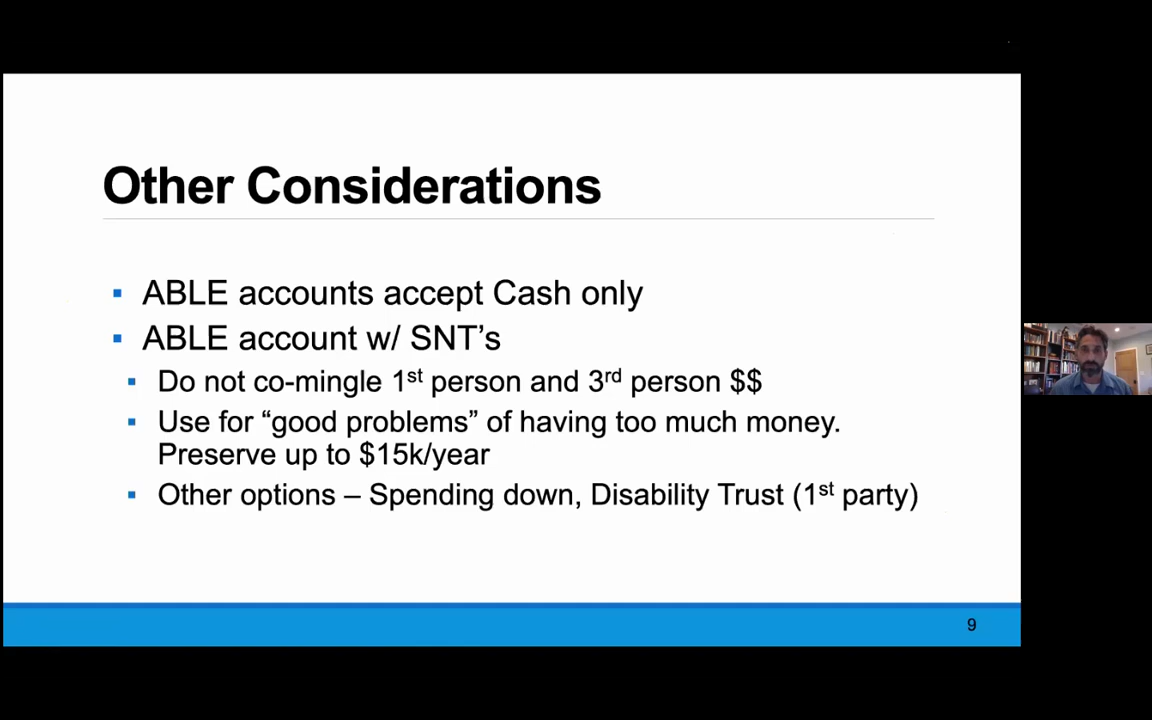 Other Considerations
▪ ABLE accounts accept Cash only
▪ ABLE account w/ SNT’s
▪ Do not co-mingle 1st person and 3rd person $$
▪ Use for “good problems” of having too much money.
Preserve up to $15k/year
▪ Other options – Spending down, Disability Trust (1st party)
9